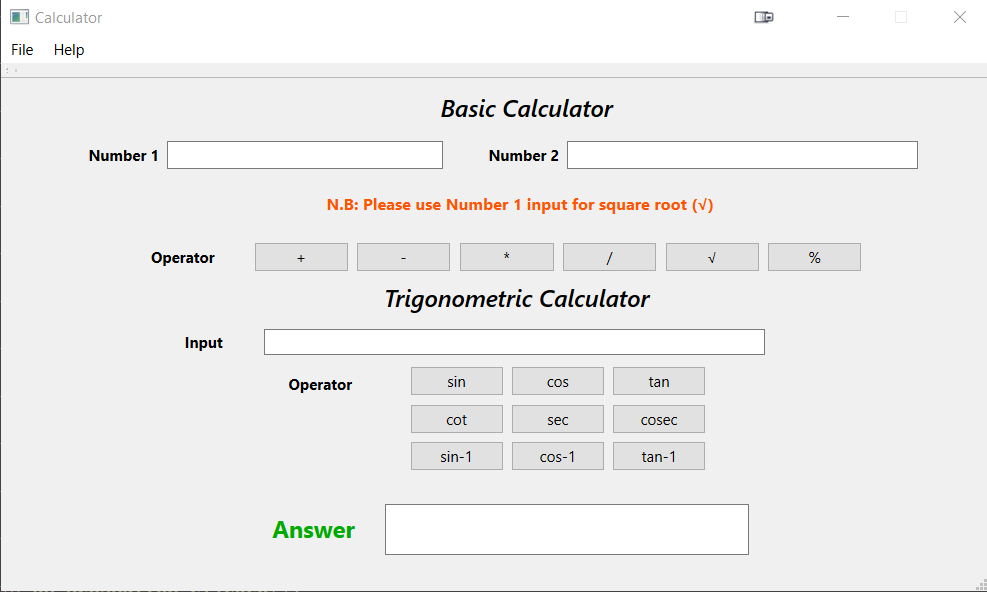 Calculator
File Help
Basic Calculator
Number 1 Number 2
N.B: Please use Number 1 input for square root (√)
Operator + - * / √ %
Trigonometric Calculator
Input
Operator sin cos tan
cot sec cosec
sin-1 cos-1 tan-1
Answer